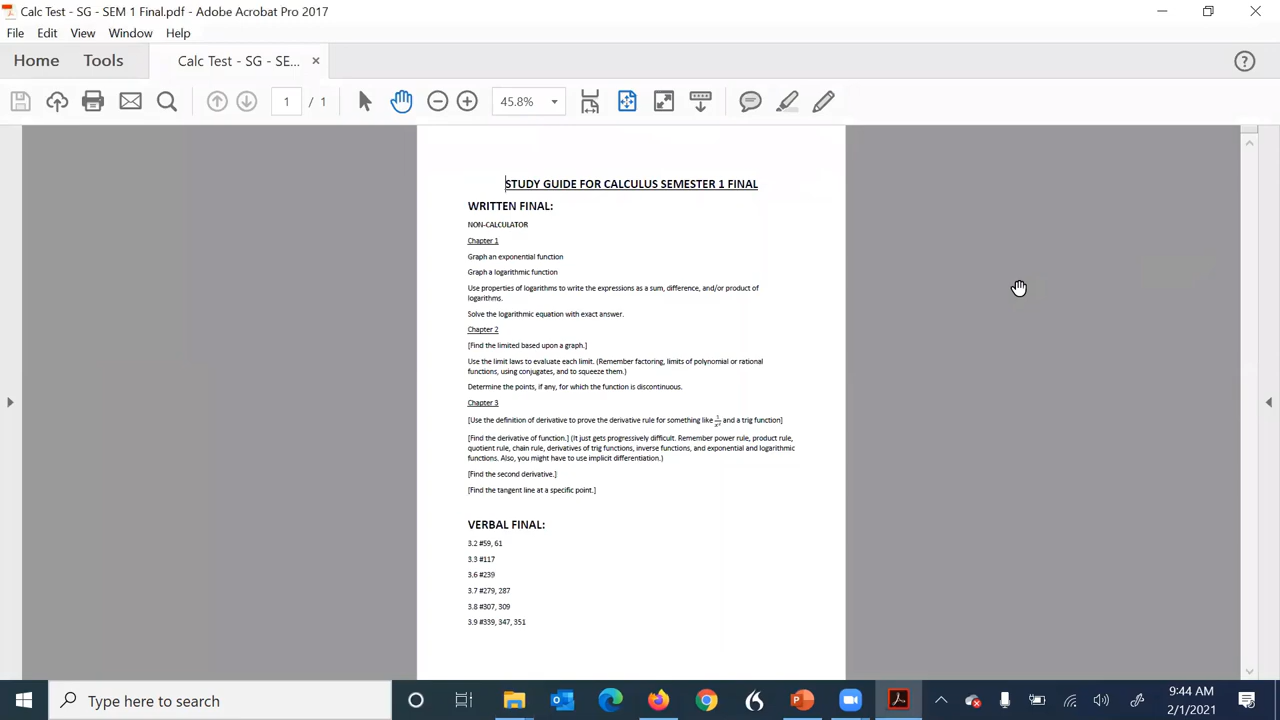 Calc Test - SG - SEM 1 Final.pdf - Adobe Acrobat Pro 2017
File Edit View Window Help
Home Tools Calc Test - SG - SE... ×
1 / 1 45.8%
STUDY GUIDE FOR CALCULUS SEMESTER 1 FINAL
WRITTEN FINAL:
NON-CALCULATOR
Chapter 1
Graph an exponential function
Graph a logarithmic function
Use properties of logarithms to write the expressions as a sum, difference, and/or product of
logarithms.
Solve the logarithmic equation with exact answer.
Chapter 2
[Find the limited based upon a graph.]
Use the limit laws to evaluate each limit. (Remember factoring, limits of polynomial or rational
functions, using conjugates, and to squeeze them.)
Determine the points, if any, for which the function is discontinuous.
Chapter 3
[Use the definition of derivative to prove the derivative rule for something like and a trig function]
[Find the derivative of function.] (It just gets progressively difficult. Remember power rule, product rule,
quotient rule, chain rule, derivatives of trig functions, inverse functions, and exponential and logarithmic
functions. Also, you might have to use implicit differentiation.)
[Find the second derivative.]
[Find the tangent line at a specific point.]
VERBAL FINAL:
3.2 #59, 61
3.3 #117
3.6 #239
3.7 #279, 287
3.8 #307, 309
3.9 #339, 347, 351
Type here to search
9:44 AM
2/1/2021